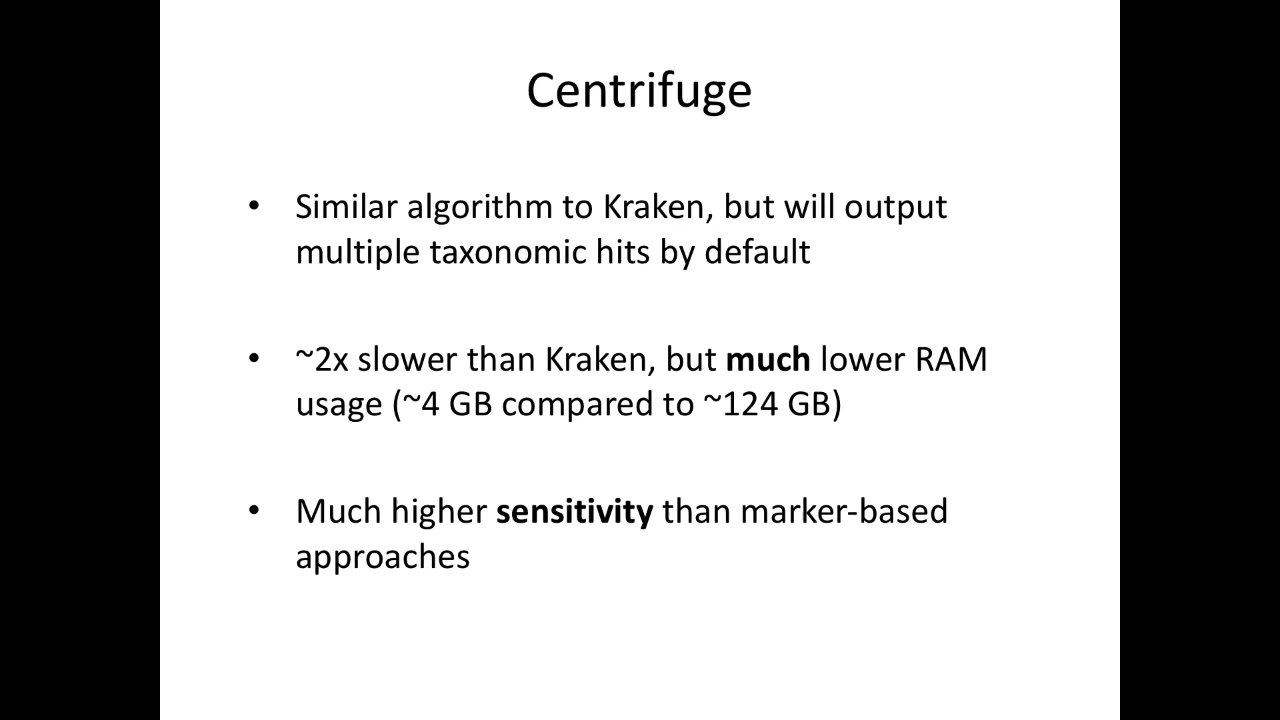 Centrifuge
• Similar algorithm to Kraken, but will output
multiple taxonomic hits by default
• ~2x slower than Kraken, but much lower RAM
usage (~4 GB compared to ~124 GB)
• Much higher sensitivity than marker-based
approaches